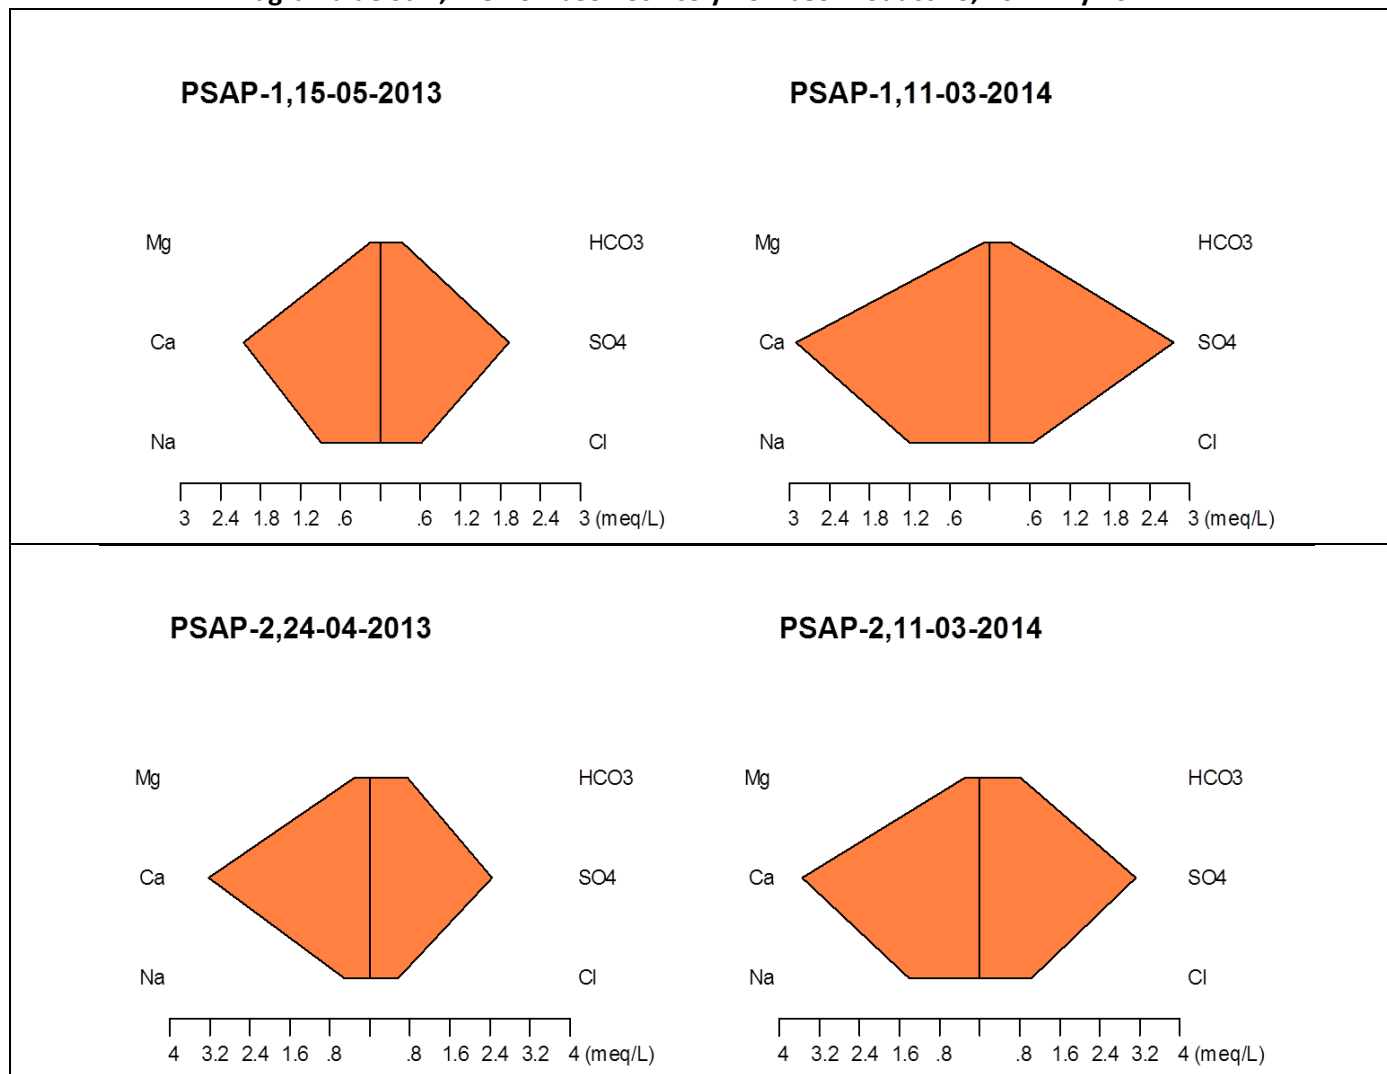 PSAP-1,15-05-2013
PSAP-1,11-03-2014
Mg HCO3
Ca SO4
Na Cl
3 2.4 1.8 1.2 .6 .6 1.2 1.8 2.4 3 (meq/L)
Mg HCO3
Ca SO4
Na Cl
3 2.4 1.8 1.2 .6 .6 1.2 1.8 2.4 3 (meq/L)
PSAP-2,24-04-2013
PSAP-2,11-03-2014
Mg HCO3
Ca SO4
Na Cl
4 3.2 2.4 1.6 .8 .8 1.6 2.4 3.2 4 (meq/L)
Mg HCO3
Ca SO4
Na Cl
4 3.2 2.4 1.6 .8 .8 1.6 2.4 3.2 4 (meq/L)